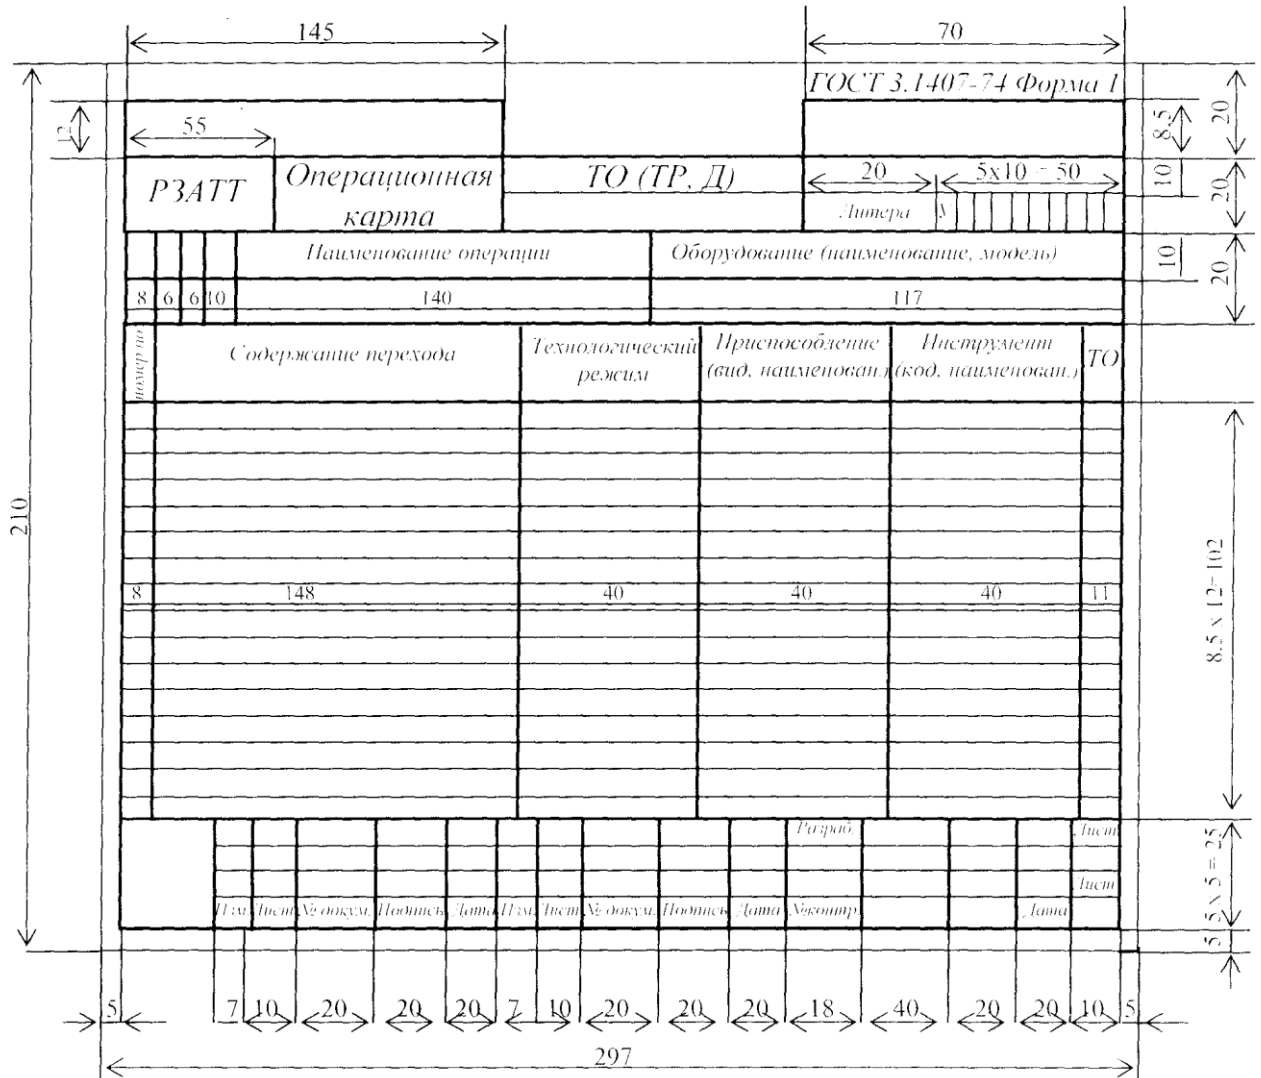 145
70
ГОСТ 3.1407-74 Форма 1
12
55
8.5
20
РЗАТТ
Операционная
карта
ТО (ТР, Д)
20
5х10 = 50
10
20
Литера
У
Наименование операции
Оборудование (наименование, модель)
10
20
8 6 6 10 140 117
номер по
Содержание перехода
Технологический
режим
Приспособление
(вид, наименован.)
Инструмент
(код, наименован.)
ТО
210
8 148 40 40 40 11
8.5 х 12=102
Разраб.
Лист
Лист
Изм. Лист № докум. Подпись Дата Изм. Лист № докум. Подпись Дата №контр. Дата
5 х 5 = 25
5
5 7 10 20 20 20 7 10 20 20 20 18 40 20 20 10 5
297